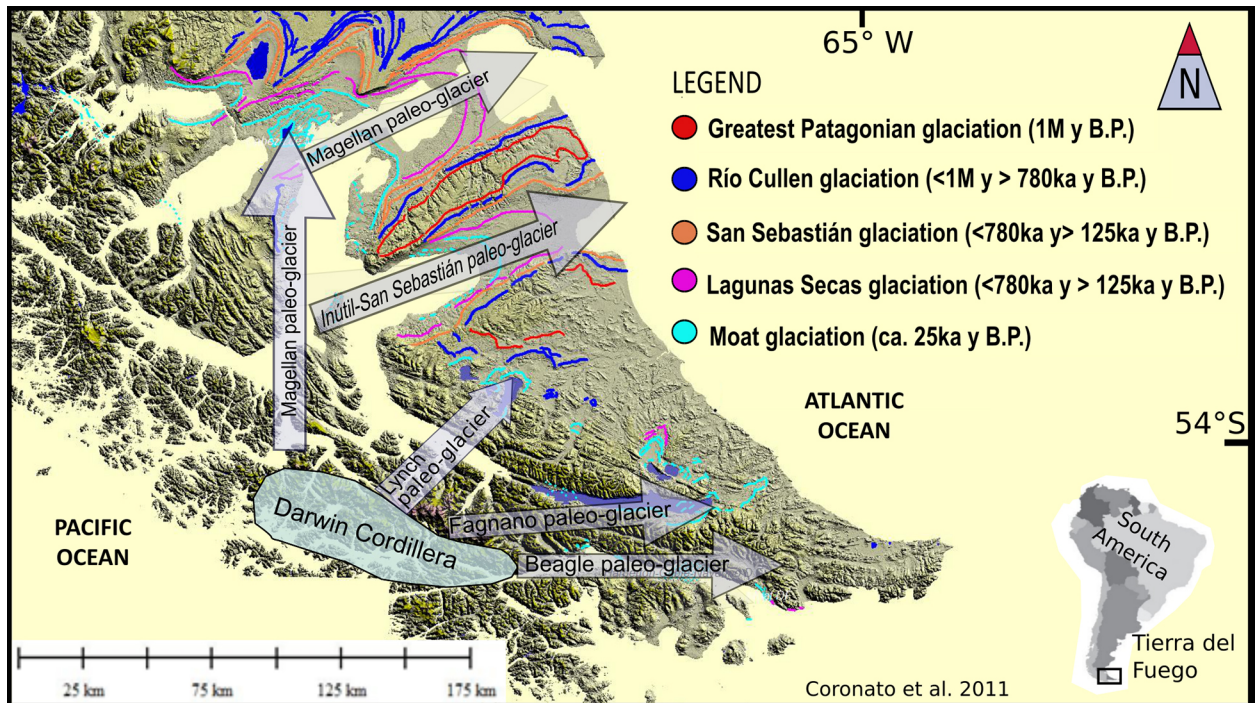 65° W
N
LEGEND
Greatest Patagonian glaciation (1M y B.P.)
Río Cullen glaciation (<1M y > 780ka y B.P.)
San Sebastián glaciation (<780ka y> 125ka y B.P.)
Lagunas Secas glaciation (<780ka y > 125ka y B.P.)
Moat glaciation (ca. 25ka y B.P.)
Magellan paleo-glacier
Magellan paleo-glacier
Inútil-San Sebastián paleo-glacier
Lynch
paleo-glacier
Fagnano paleo-glacier
Beagle paleo-glacier
Darwin Cordillera
ATLANTIC
OCEAN
54°S
PACIFIC
OCEAN
South
America
Tierra del
Fuego
25 km
75 km
125 km
175 km
Coronato et al. 2011